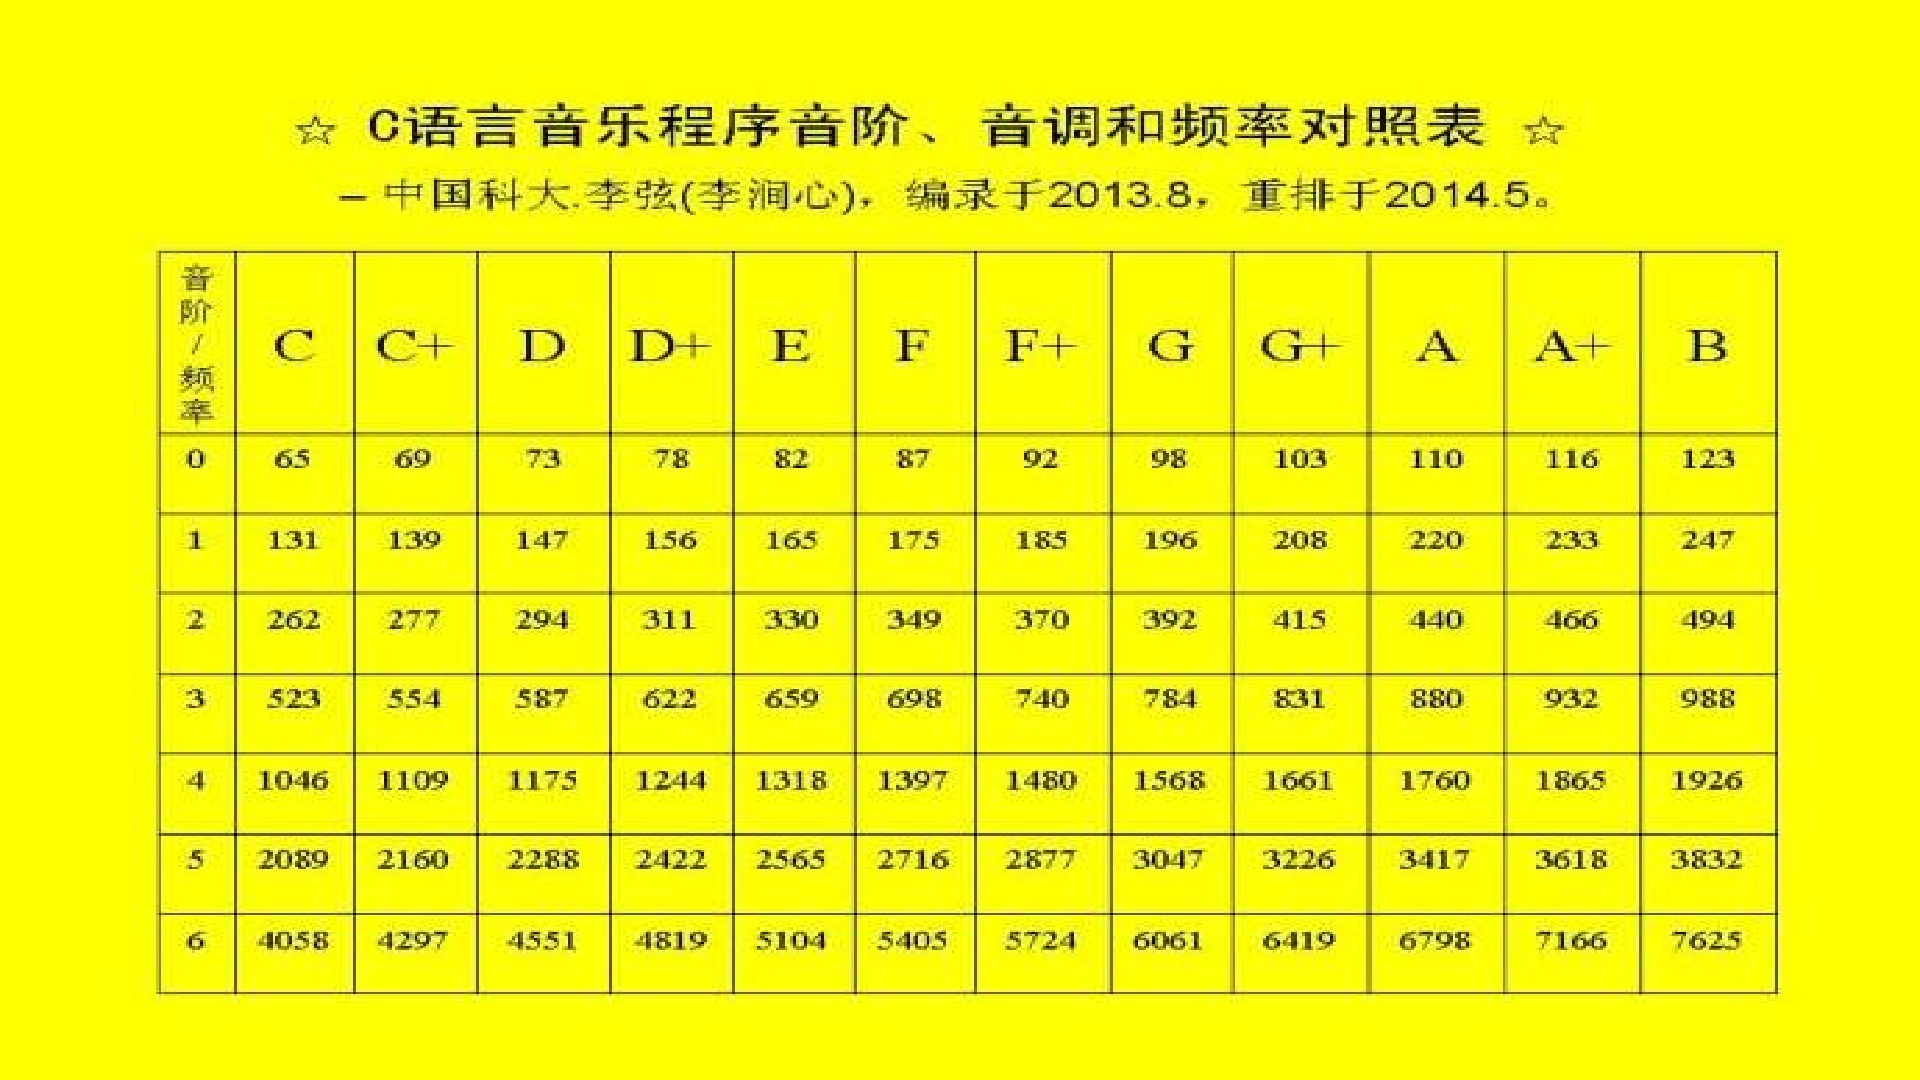 ☆ C语言音乐程序音阶、音调和频率对照表 ☆
– 中国科大.李弦(李涧心)，编录于2013.8，重排于2014.5。
音阶/频率 C C+ D D+ E F F+ G G+ A A+ B
0 65 69 73 78 82 87 92 98 103 110 116 123
1 131 139 147 156 165 175 185 196 208 220 233 247
2 262 277 294 311 330 349 370 392 415 440 466 494
3 523 554 587 622 659 698 740 784 831 880 932 988
4 1046 1109 1175 1244 1318 1397 1480 1568 1661 1760 1865 1926
5 2089 2160 2288 2422 2565 2716 2877 3047 3226 3417 3618 3832
6 4058 4297 4551 4819 5104 5405 5724 6061 6419 6798 7166 7625